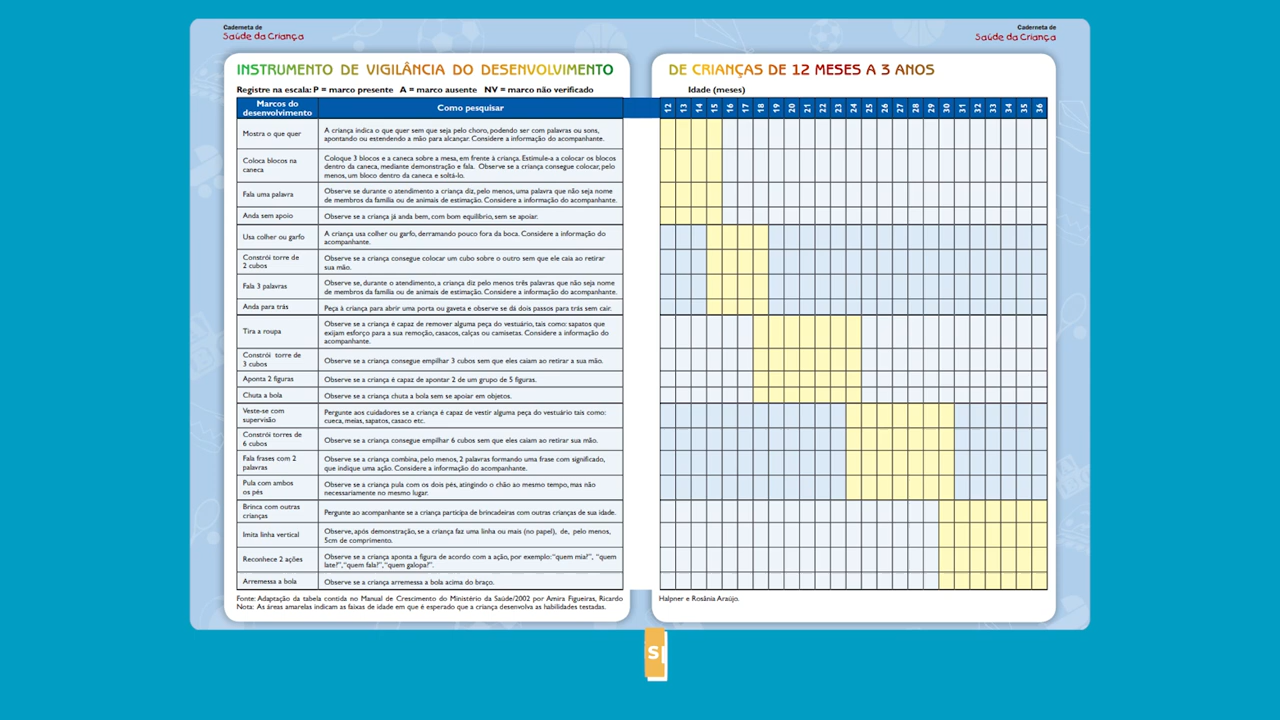 Caderneta de
Saúde da Criança
Caderneta de
Saúde da Criança
INSTRUMENTO DE VIGILÂNCIA DO DESENVOLVIMENTO
DE CRIANÇAS DE 12 MESES A 3 ANOS
Registre na escala: P = marco presente A = marco ausente NV = marco não verificado
Idade (meses)
Marcos do
desenvolvimento
Como pesquisar
12 13 14 15 16 17 18 19 20 21 22 23 24 25 26 27 28 29 30 31 32 33 34 35 36
Mostra o que quer
A criança indica o que quer sem que seja pelo choro, podendo ser com palavras ou sons,
apontando ou estendendo a mão para alcançar. Considere a informação do acompanhante.
Coloca blocos na
caneca
Coloque 3 blocos e a caneca sobre a mesa, em frente à criança. Estimule-a a colocar os blocos
dentro da caneca, mediante demonstração e fala. Observe se a criança consegue colocar, pelo
menos, um bloco dentro da caneca e soltá-lo.
Fala uma palavra
Observe se durante o atendimento a criança diz, pelo menos, uma palavra que não seja nome
de membros da família ou de animais de estimação. Considere a informação do acompanhante.
Anda sem apoio
Observe se a criança já anda bem, com bom equilíbrio, sem se apoiar.
Usa colher ou garfo
A criança usa colher ou garfo, derramando pouco fora da boca. Considere a informação do
acompanhante.
Constrói torre de
2 cubos
Observe se a criança consegue colocar um cubo sobre o outro sem que ele caia ao retirar
sua mão.
Fala 3 palavras
Observe se, durante o atendimento, a criança diz pelo menos três palavras que não seja nome
de membros da família ou de animais de estimação. Considere a informação do acompanhante.
Anda para trás
Peça à criança para abrir uma porta ou gaveta e observe se dá dois passos para trás sem cair.
Tira a roupa
Observe se a criança é capaz de remover alguma peça do vestuário, tais como: sapatos que
exijam esforço para a sua remoção, casacos, calças ou camisetas. Considere a informação do
acompanhante.
Constrói torre de
3 cubos
Observe se a criança consegue empilhar 3 cubos sem que eles caiam ao retirar a sua mão.
Aponta 2 figuras
Observe se a criança é capaz de apontar 2 de um grupo de 5 figuras.
Chuta a bola
Observe se a criança chuta a bola sem se apoiar em objetos.
Veste-se com
supervisão
Pergunte aos cuidadores se a criança é capaz de vestir alguma peça do vestuário tais como:
cueca, meias, sapatos, casaco etc.
Constrói torres de
6 cubos
Observe se a criança consegue empilhar 6 cubos sem que eles caiam ao retirar sua mão.
Fala frases com 2
palavras
Observe se a criança combina, pelo menos, 2 palavras formando uma frase com significado,
que indique uma ação. Considere a informação do acompanhante.
Pula com ambos
os pés
Observe se a criança pula com os dois pés, atingindo o chão ao mesmo tempo, mas não
necessariamente no mesmo lugar.
Brinca com outras
crianças
Pergunte ao acompanhante se a criança participa de brincadeiras com outras crianças de sua idade.
Imita linha vertical
Observe, após demonstração, se a criança faz uma linha ou mais (no papel), de, pelo menos,
5cm de comprimento.
Reconhece 2 ações
Observe se a criança aponta a figura de acordo com a ação, por exemplo: "quem mia?", "quem
late?", "quem fala?", "quem galopa?".
Arremessa a bola
Observe se a criança arremessa a bola acima do braço.
Fonte: Adaptação da tabela contida no Manual de Crescimento do Ministério da Saúde/2002 por Amira Figueiras, Ricardo
Halpner e Rosânia Araújo.
Nota: As áreas amarelas indicam as faixas de idade em que é esperado que a criança desenvolva as habilidades testadas.